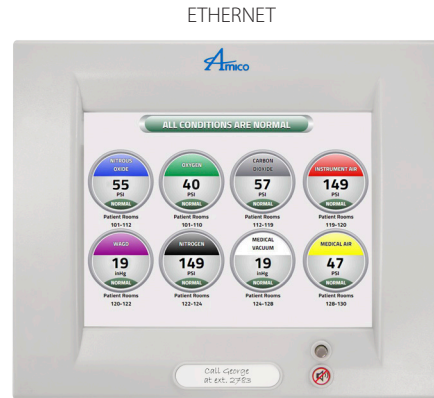 ETHERNET
Amico
ALL CONDITIONS ARE NORMAL
NITROUS
OXIDE
55
PSI
NORMAL
Patient Rooms
101-112
OXYGEN
40
PSI
NORMAL
Patient Rooms
101-110
CARBON
DIOXIDE
57
PSI
NORMAL
Patient Rooms
112-119
INSTRUMENT AIR
149
PSI
NORMAL
Patient Rooms
119-120
WAGD
19
inHg
NORMAL
Patient Rooms
120-122
NITROGEN
149
PSI
NORMAL
Patient Rooms
122-124
MEDICAL
VACUUM
19
inHg
NORMAL
Patient Rooms
124-128
MEDICAL AIR
47
PSI
NORMAL
Patient Rooms
128-130
Call George
at ext. 2783